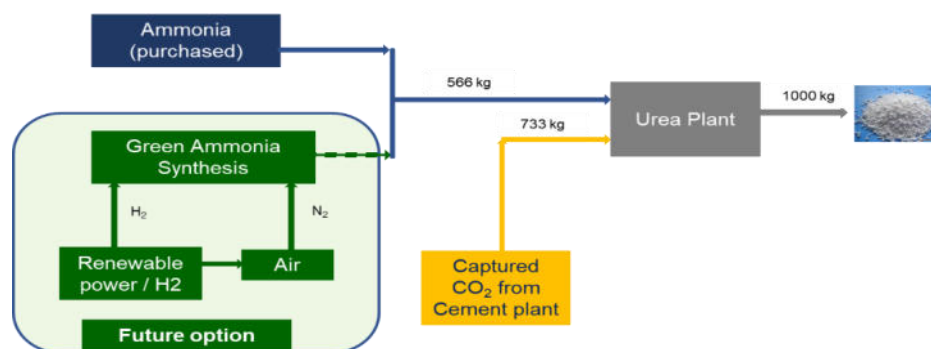 Ammonia
(purchased)
566 kg
1000 kg
733 kg
Urea Plant
Green Ammonia
Synthesis
H₂
N₂
Renewable
power / H2
Air
Captured
CO₂ from
Cement plant
Future option